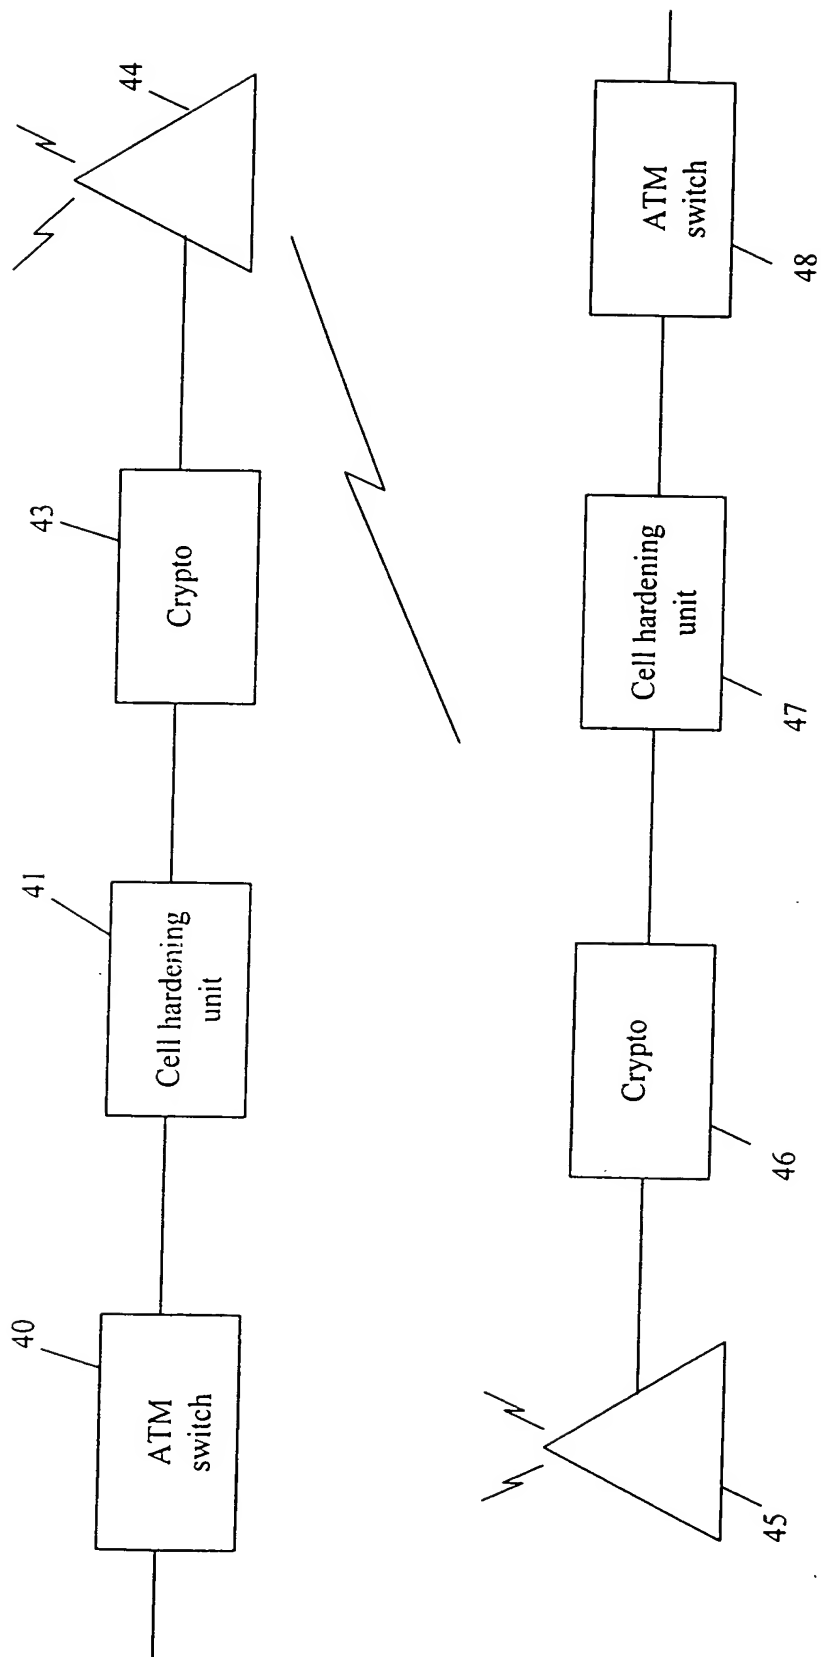 40
ATM
switch
41
Cell hardening
unit
43
Crypto
44
45
46
Crypto
47
Cell hardening
unit
48
ATM
switch